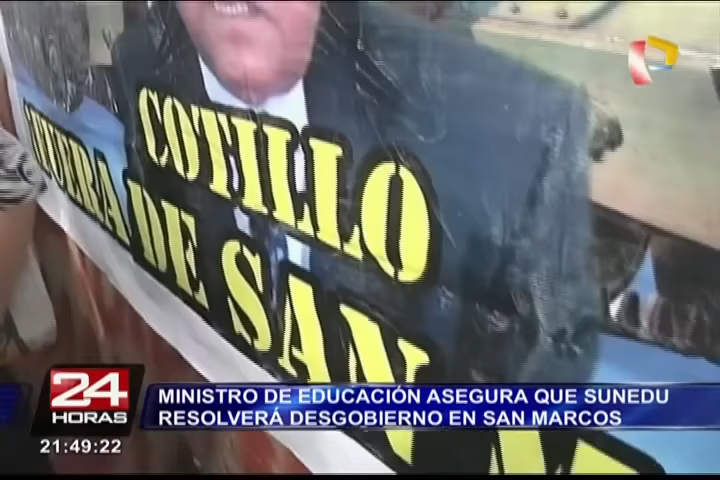 COTILLO
FUERA DE SAN M
24
HORAS
21:49:22
MINISTRO DE EDUCACIÓN ASEGURA QUE SUNEDU
RESOLVERÁ DESGOBIERNO EN SAN MARCOS